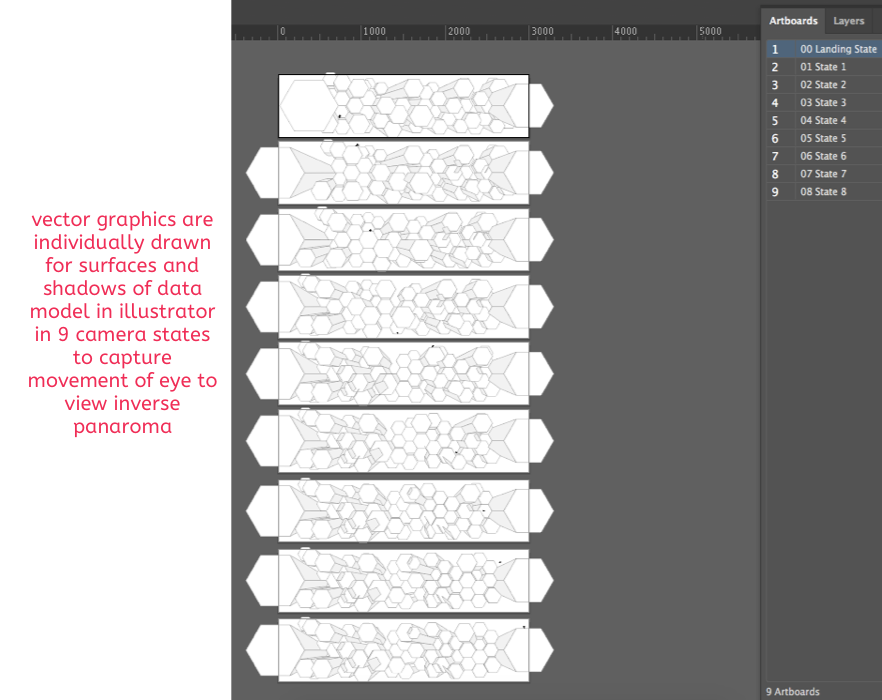 vector graphics are
individually drawn
for surfaces and
shadows of data
model in illustrator
in 9 camera states
to capture
movement of eye to
view inverse
panaroma
0 1000 2000 3000 4000 5000
Artboards Layers
1 00 Landing State
2 01 State 1
3 02 State 2
4 03 State 3
5 04 State 4
6 05 State 5
7 06 State 6
8 07 State 7
9 08 State 8
9 Artboards